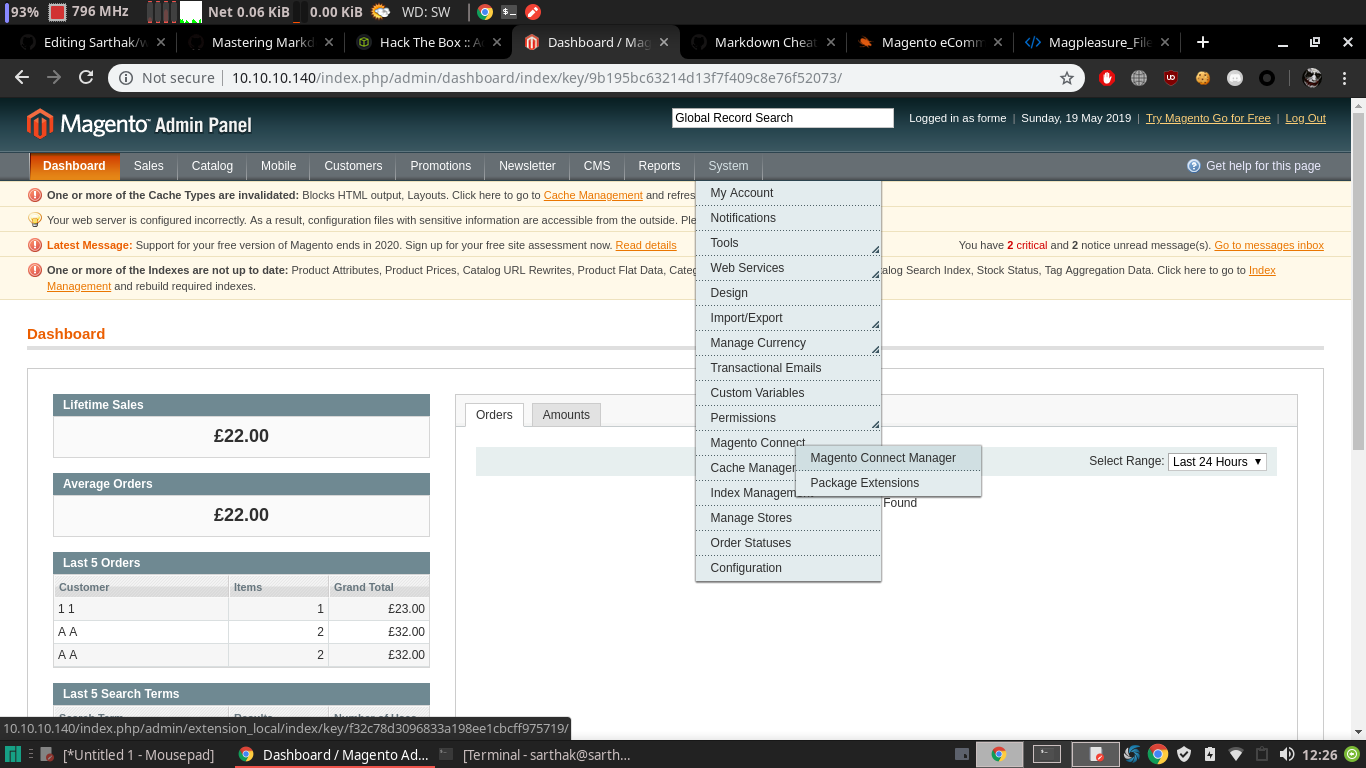 93% 796 MHz Net 0.06 KiB 0.00 KiB WD: SW
Editing Sarthak/w Mastering Markd Hack The Box :: A Dashboard / Mag Markdown Cheat Magento eComm Magpleasure_File
Not secure 10.10.10.140/index.php/admin/dashboard/index/key/9b195bc63214d13f7f409c8e76f52073/
Magento™ Admin Panel
Global Record Search
Logged in as forme | Sunday, 19 May 2019 | Try Magento Go for Free | Log Out
Dashboard Sales Catalog Mobile Customers Promotions Newsletter CMS Reports System
Get help for this page
One or more of the Cache Types are invalidated: Blocks HTML output, Layouts. Click here to go to Cache Management and refres
Your web server is configured incorrectly. As a result, configuration files with sensitive information are accessible from the outside. Ple
Latest Message: Support for your free version of Magento ends in 2020. Sign up for your free site assessment now. Read details
You have 2 critical and 2 notice unread message(s). Go to messages inbox
One or more of the Indexes are not up to date: Product Attributes, Product Prices, Catalog URL Rewrites, Product Flat Data, Categ alog Search Index, Stock Status, Tag Aggregation Data. Click here to go to Index
Management and rebuild required indexes.
My Account
Notifications
Tools
Web Services
Design
Import/Export
Manage Currency
Transactional Emails
Custom Variables
Permissions
Magento Connect
Cache Manager
Index Managem
Manage Stores
Order Statuses
Configuration
Magento Connect Manager
Package Extensions
Dashboard
Lifetime Sales
£22.00
Average Orders
£22.00
Last 5 Orders
Customer Items Grand Total
1 1 1 £23.00
A A 2 £32.00
A A 2 £32.00
Last 5 Search Terms
Search Term Results Number of Uses
Orders Amounts
Select Range: Last 24 Hours
Found
10.10.10.140/index.php/admin/extension_local/index/key/f32c78d3096833a198ee1cbcff975719/
[*Untitled 1 - Mousepad] Dashboard / Magento Ad... [Terminal - sarthak@sarth...
12:26